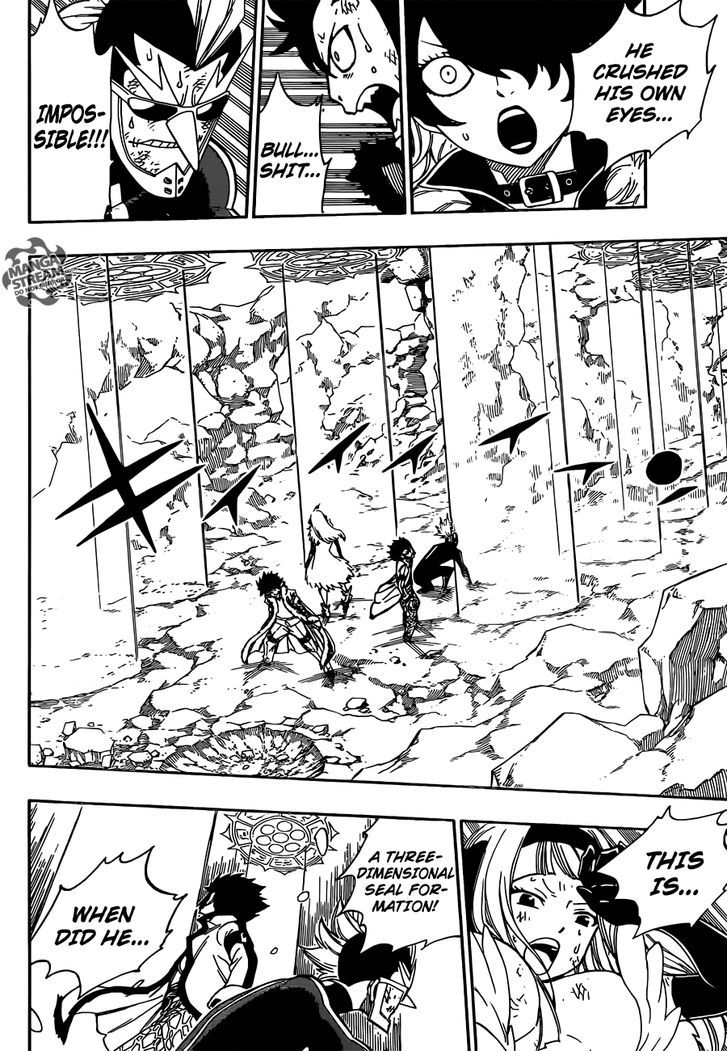 HE
CRUSHED
HIS OWN
EYES...
BULL...
SHIT...
IMPOS-
SIBLE!!!
MANGA
STREAM
THIS
IS...
A THREE-
DIMENSIONAL
SEAL FOR-
MATION!
WHEN
DID HE...